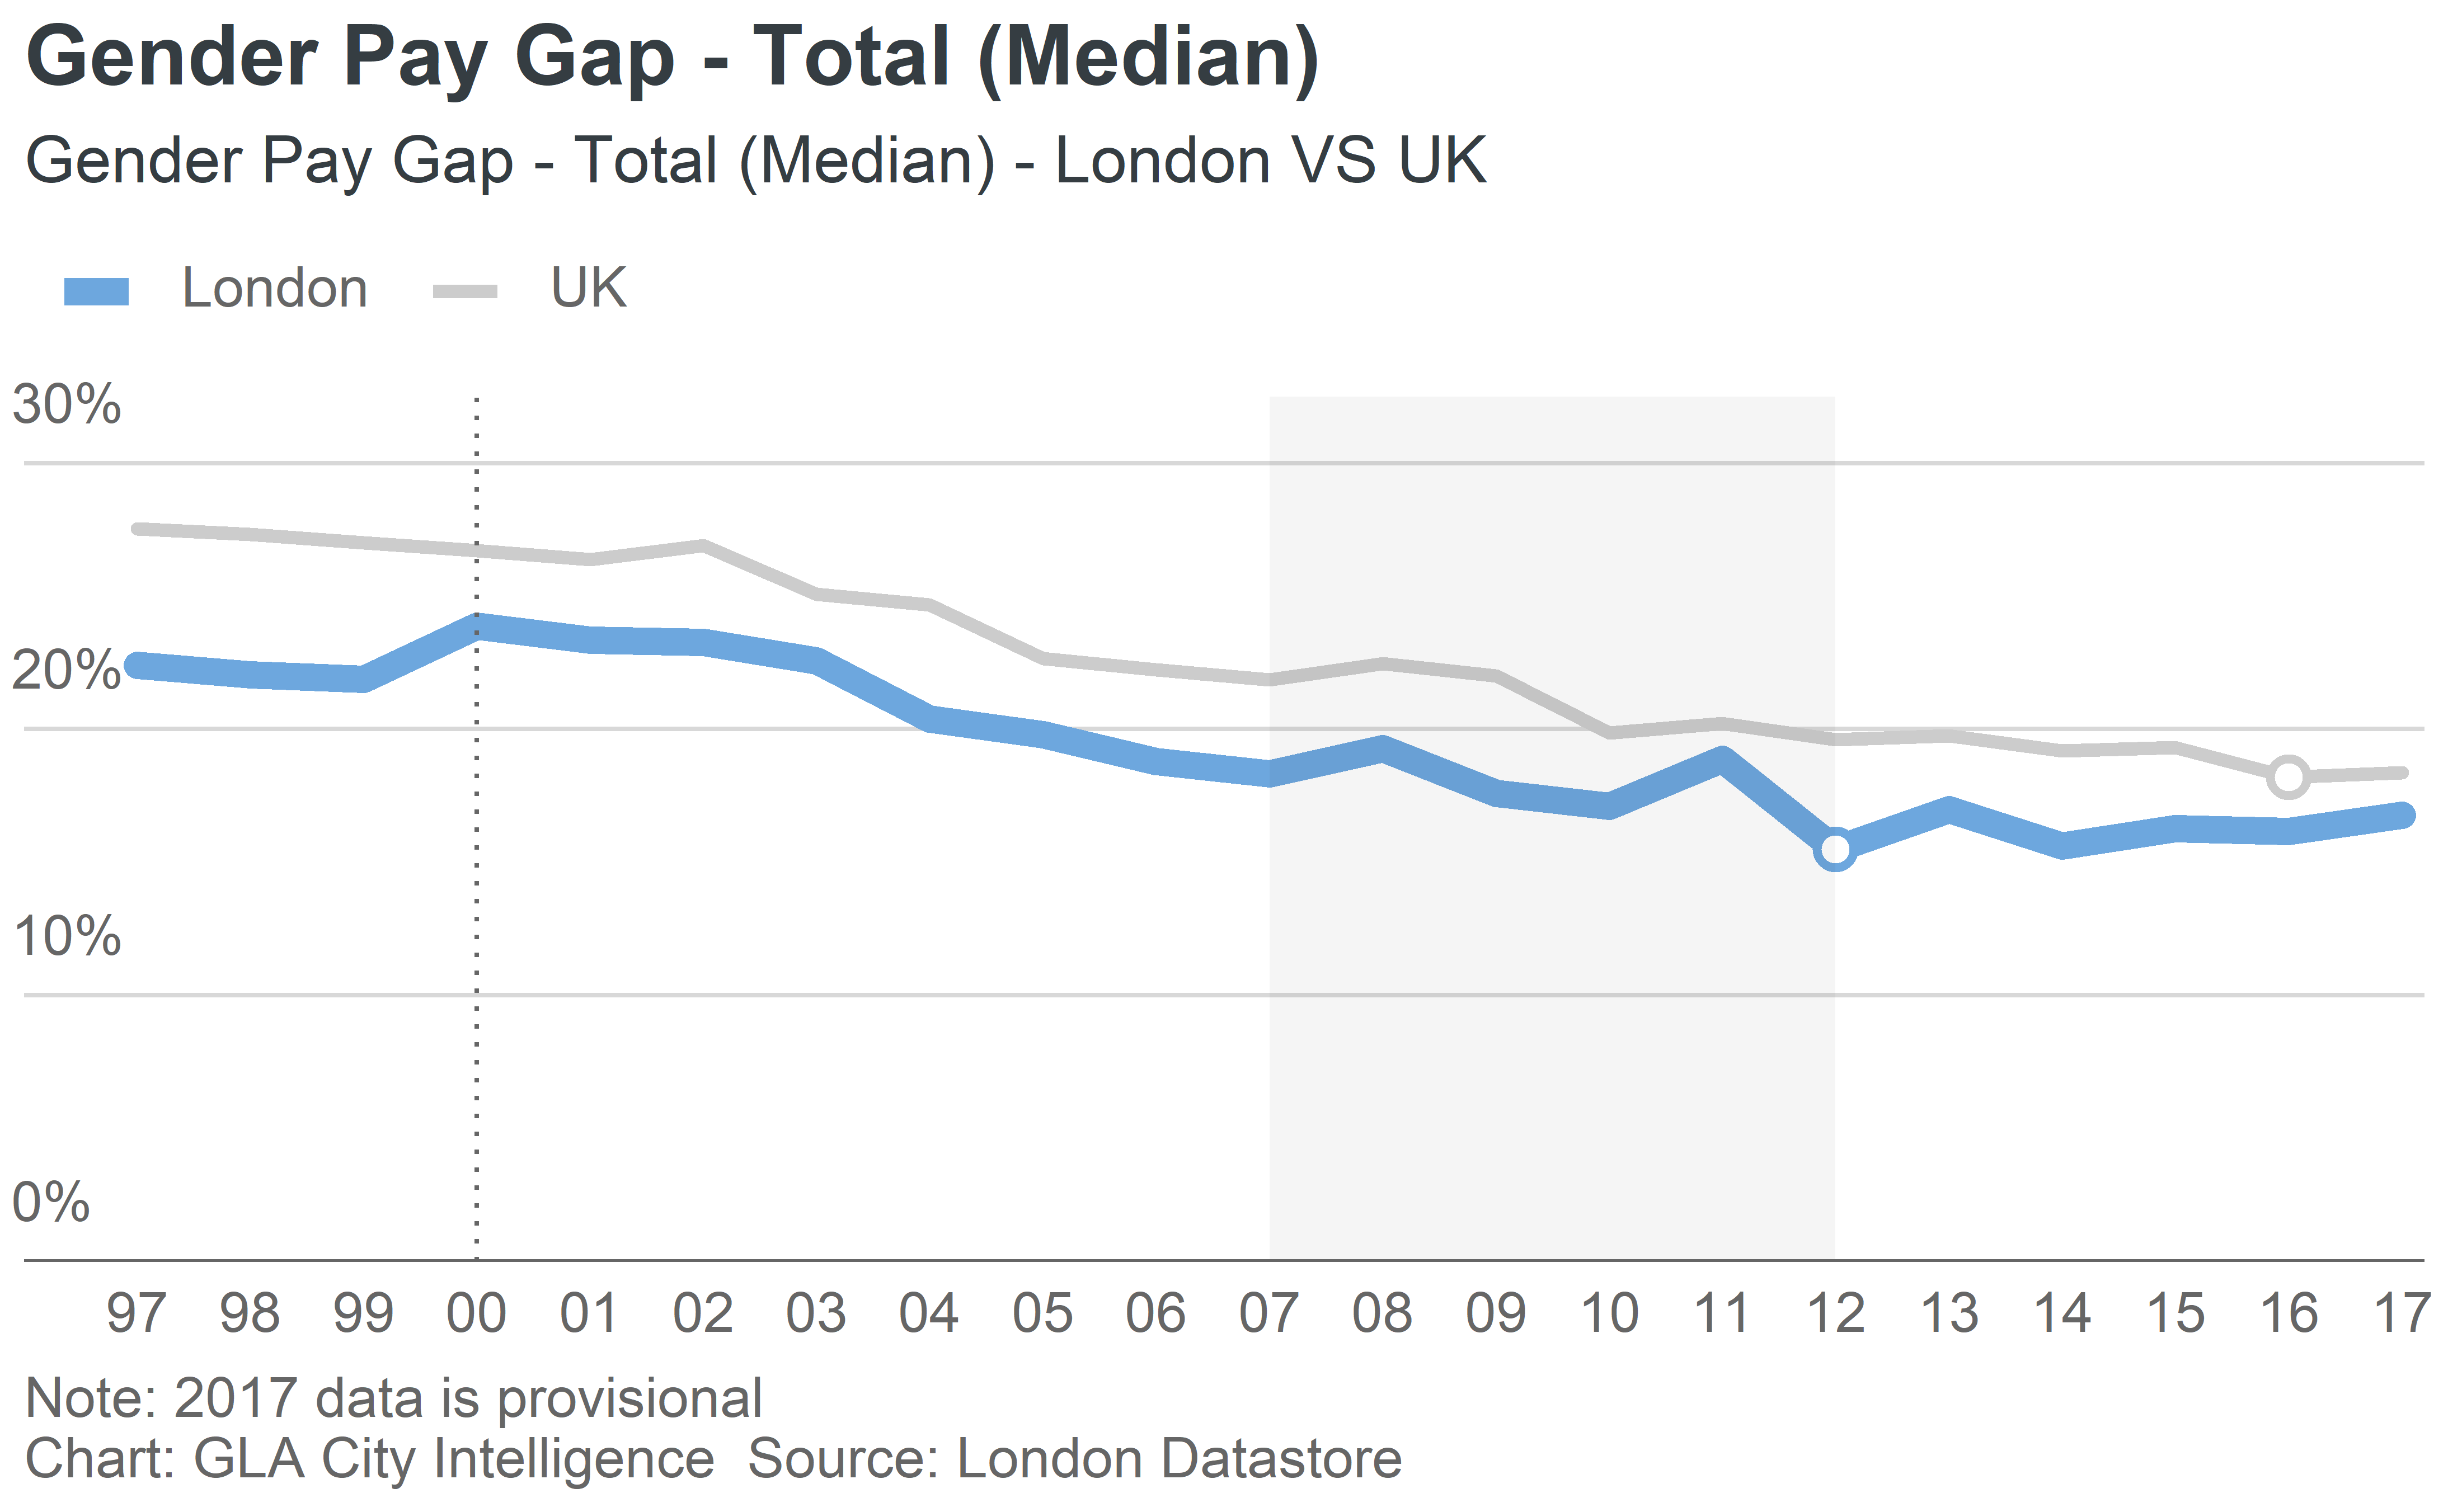 Gender Pay Gap - Total (Median)
Gender Pay Gap - Total (Median) - London VS UK
London UK
30%
20%
10%
0%
97 98 99 00 01 02 03 04 05 06 07 08 09 10 11 12 13 14 15 16 17
Note: 2017 data is provisional
Chart: GLA City Intelligence  Source: London Datastore